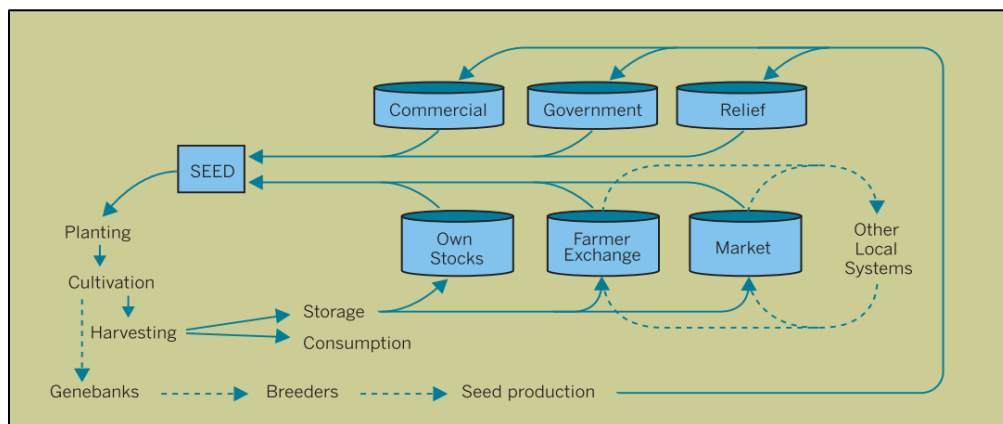 Commercial
Government
Relief
SEED
Planting
Own
Stocks
Farmer
Exchange
Market
Other
Local
Systems
Cultivation
Storage
Harvesting
Consumption
Genebanks
Breeders
Seed production